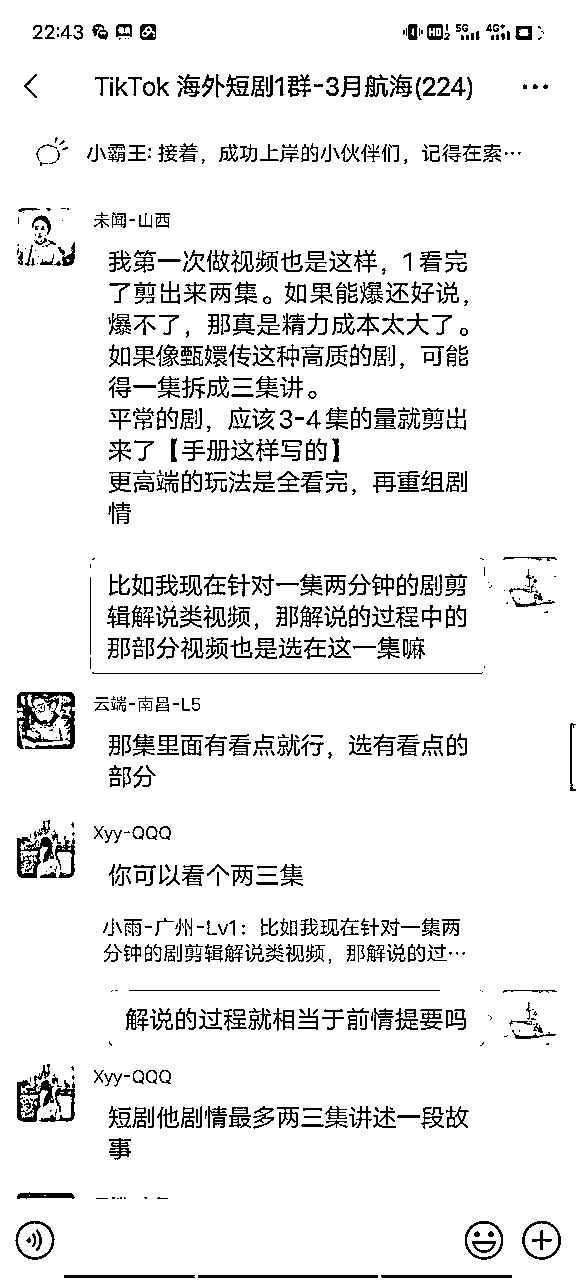 22:43
HD 5G 4G+
TikTok 海外短剧1群-3月航海(224)
小霸王: 接着，成功上岸的小伙伴们，记得在索…
未闻-山西
我第一次做视频也是这样，1看完
了剪出来两集。如果能爆还好说，
爆不了，那真是精力成本太大了。
如果像甄嬛传这种高质的剧，可能
得一集拆成三集讲。
平常的剧，应该3-4集的量就剪出
来了【手册这样写的】
更高端的玩法是全看完，再重组剧
情
比如我现在针对一集两分钟的剧剪
辑解说类视频，那解说的过程中的
那部分视频也是选在这一集嘛
云端-南昌-L5
那集里面有看点就行，选有看点的
部分
Xyy-QQQ
你可以看个两三集
小雨-广州-Lv1：比如我现在针对一集两
分钟的剧剪辑解说类视频，那解说的过…
解说的过程就相当于前情提要吗
Xyy-QQQ
短剧他剧情最多两三集讲述一段故
事